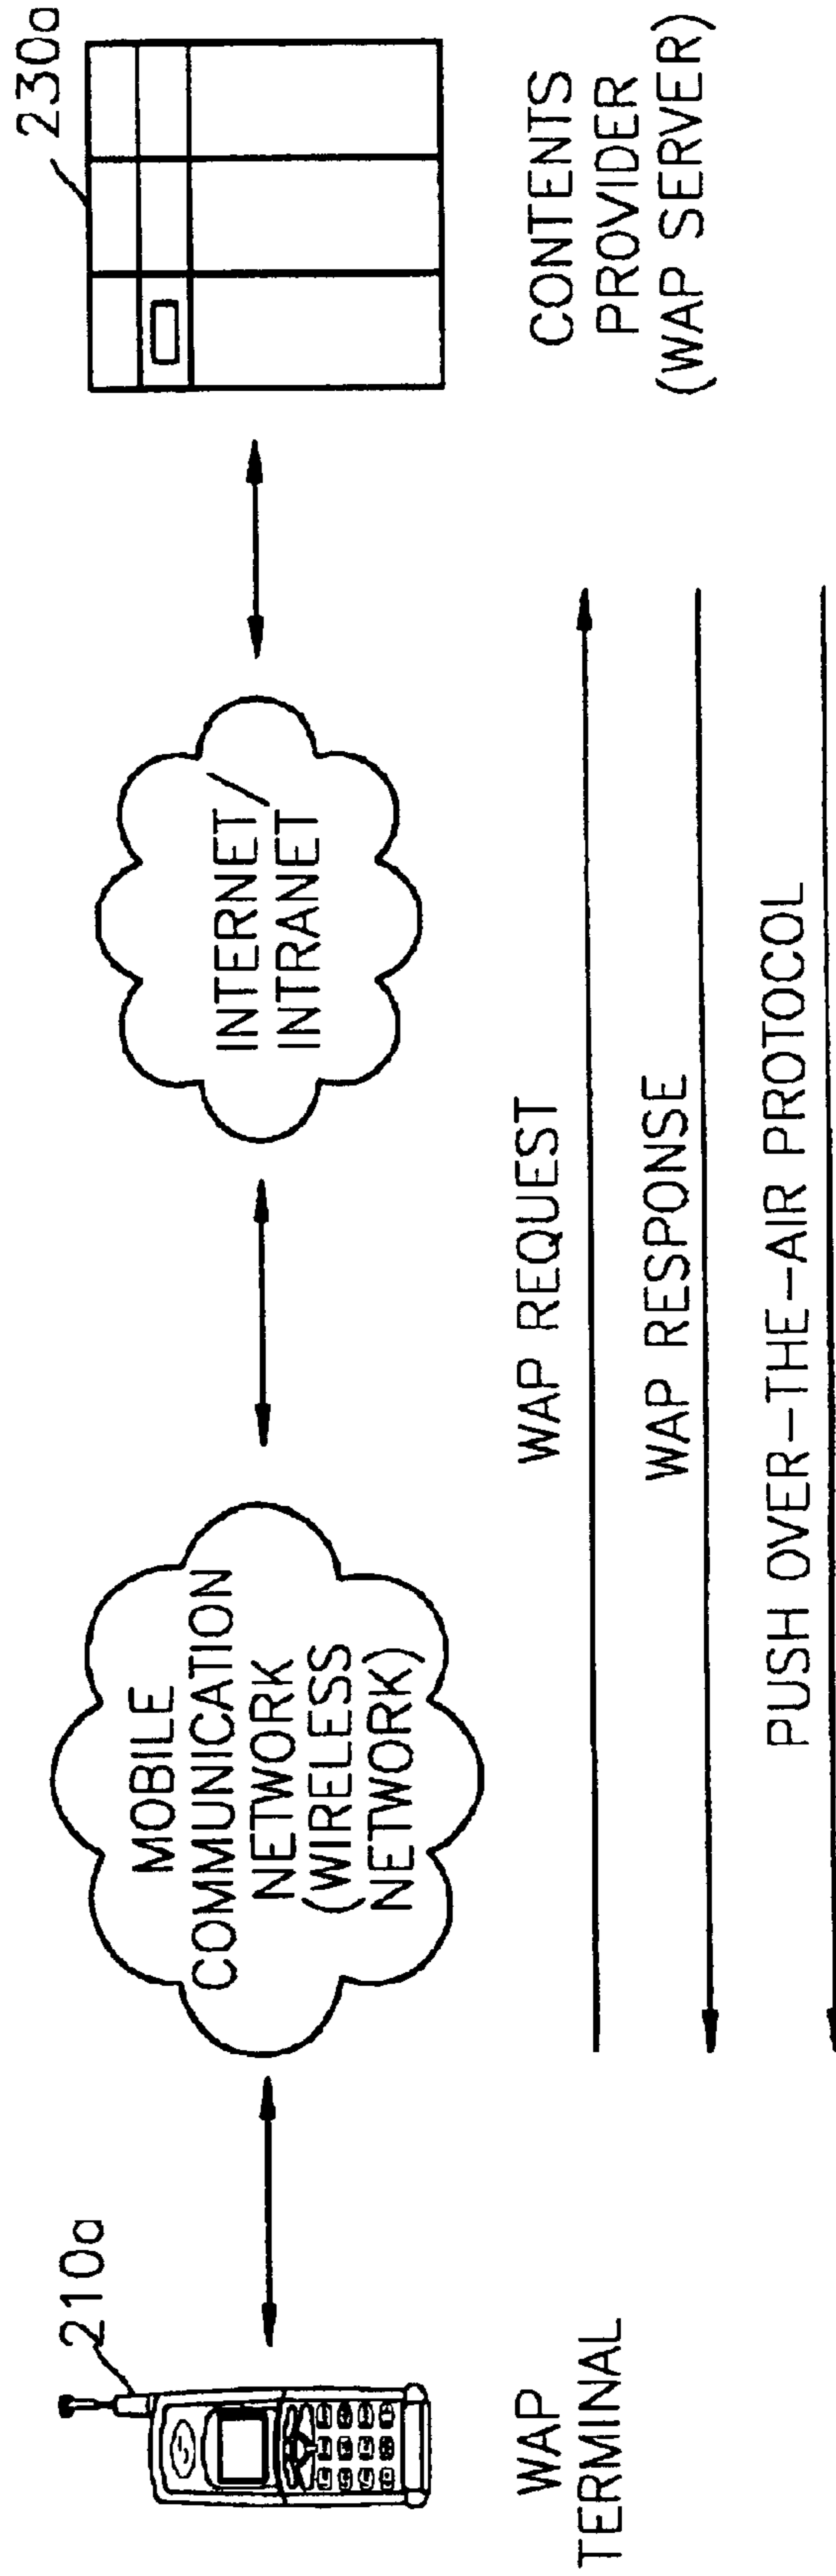 210a
230a
MOBILE
COMMUNICATION
NETWORK
(WIRELESS
NETWORK)
INTERNET/
INTRANET
WAP
TERMINAL
CONTENTS
PROVIDER
(WAP SERVER)
WAP REQUEST
WAP RESPONSE
PUSH OVER-THE-AIR PROTOCOL